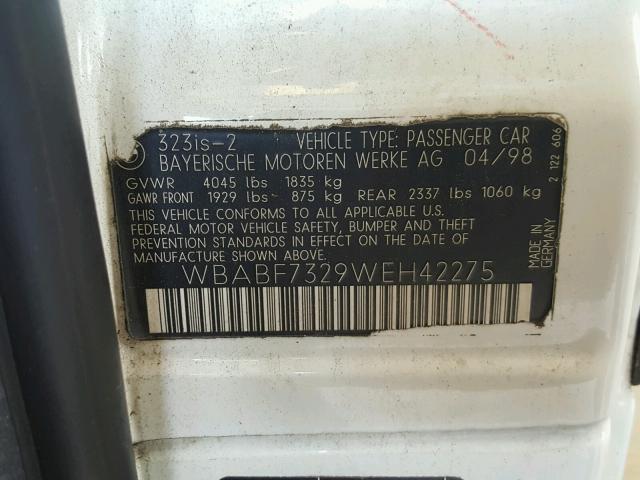 323is-2 VEHICLE TYPE: PASSENGER CAR
BAYERISCHE MOTOREN WERKE AG 04/98
GVWR 4045 lbs 1835 kg
GAWR FRONT 1929 lbs- 875 kg REAR 2337 lbs 1060 kg
THIS VEHICLE CONFORMS TO ALL APPLICABLE U.S.
FEDERAL MOTOR VEHICLE SAFETY, BUMPER AND THEFT
PREVENTION STANDARDS IN EFFECT ON THE DATE OF
MANUFACTURE SHOWN ABOVE.
WBABF7329WEH42275
MADE IN
GERMANY
2 122 606